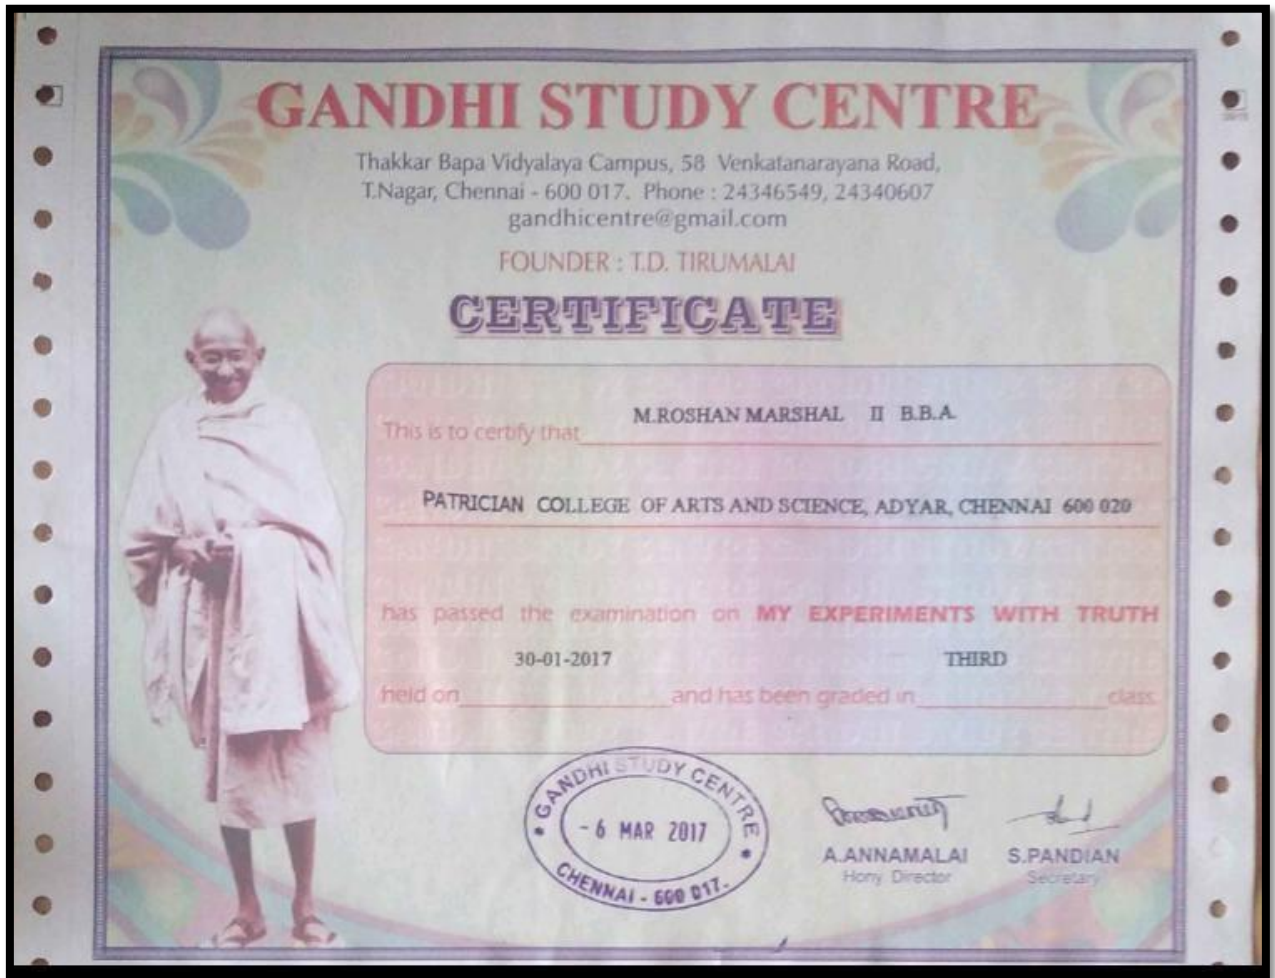 GANDHI STUDY CENTRE
Thakkar Bapa Vidyalaya Campus, 58 Venkatanarayana Road,
T.Nagar, Chennai - 600 017. Phone : 24346549, 24340607
gandhicentre@gmail.com
FOUNDER : T.D. TIRUMALAI
CERTIFICATE
This is to certify that M.ROSHAN MARSHAL II B.B.A.
PATRICIAN COLLEGE OF ARTS AND SCIENCE, ADYAR, CHENNAI 600 020
has passed the examination on MY EXPERIMENTS WITH TRUTH
30-01-2017 THIRD
held on and has been graded in class.
GANDHI STUDY CENTRE
- 6 MAR 2017
CHENNAI - 600 017.
A.ANNAMALAI S.PANDIAN
Hony Director Secretary